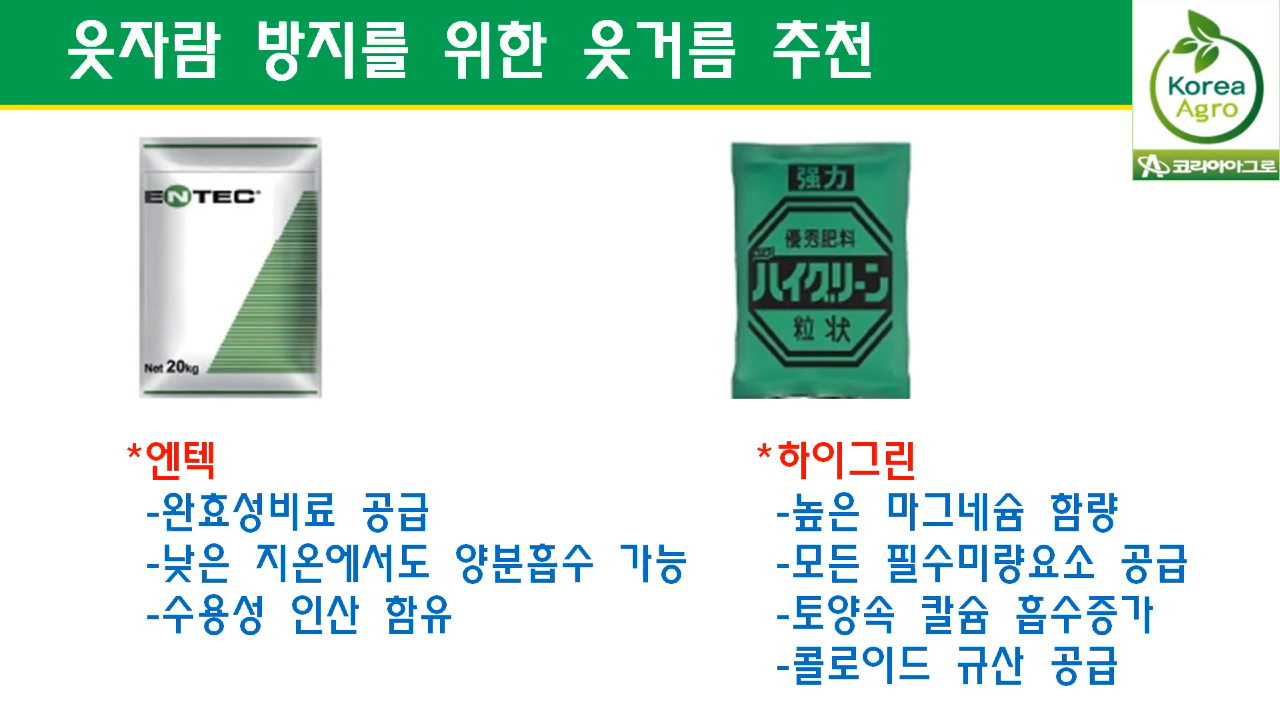 웃자람 방지를 위한 웃거름 추천
Korea
Agro
코리아아그로
ENTEC®
Net 20kg
强力
優秀肥料
ハイグリーン
粒状
*엔텍
-완효성비료 공급
-낮은 지온에서도 양분흡수 가능
-수용성 인산 함유
*하이그린
-높은 마그네슘 함량
-모든 필수미량요소 공급
-토양속 칼슘 흡수증가
-콜로이드 규산 공급